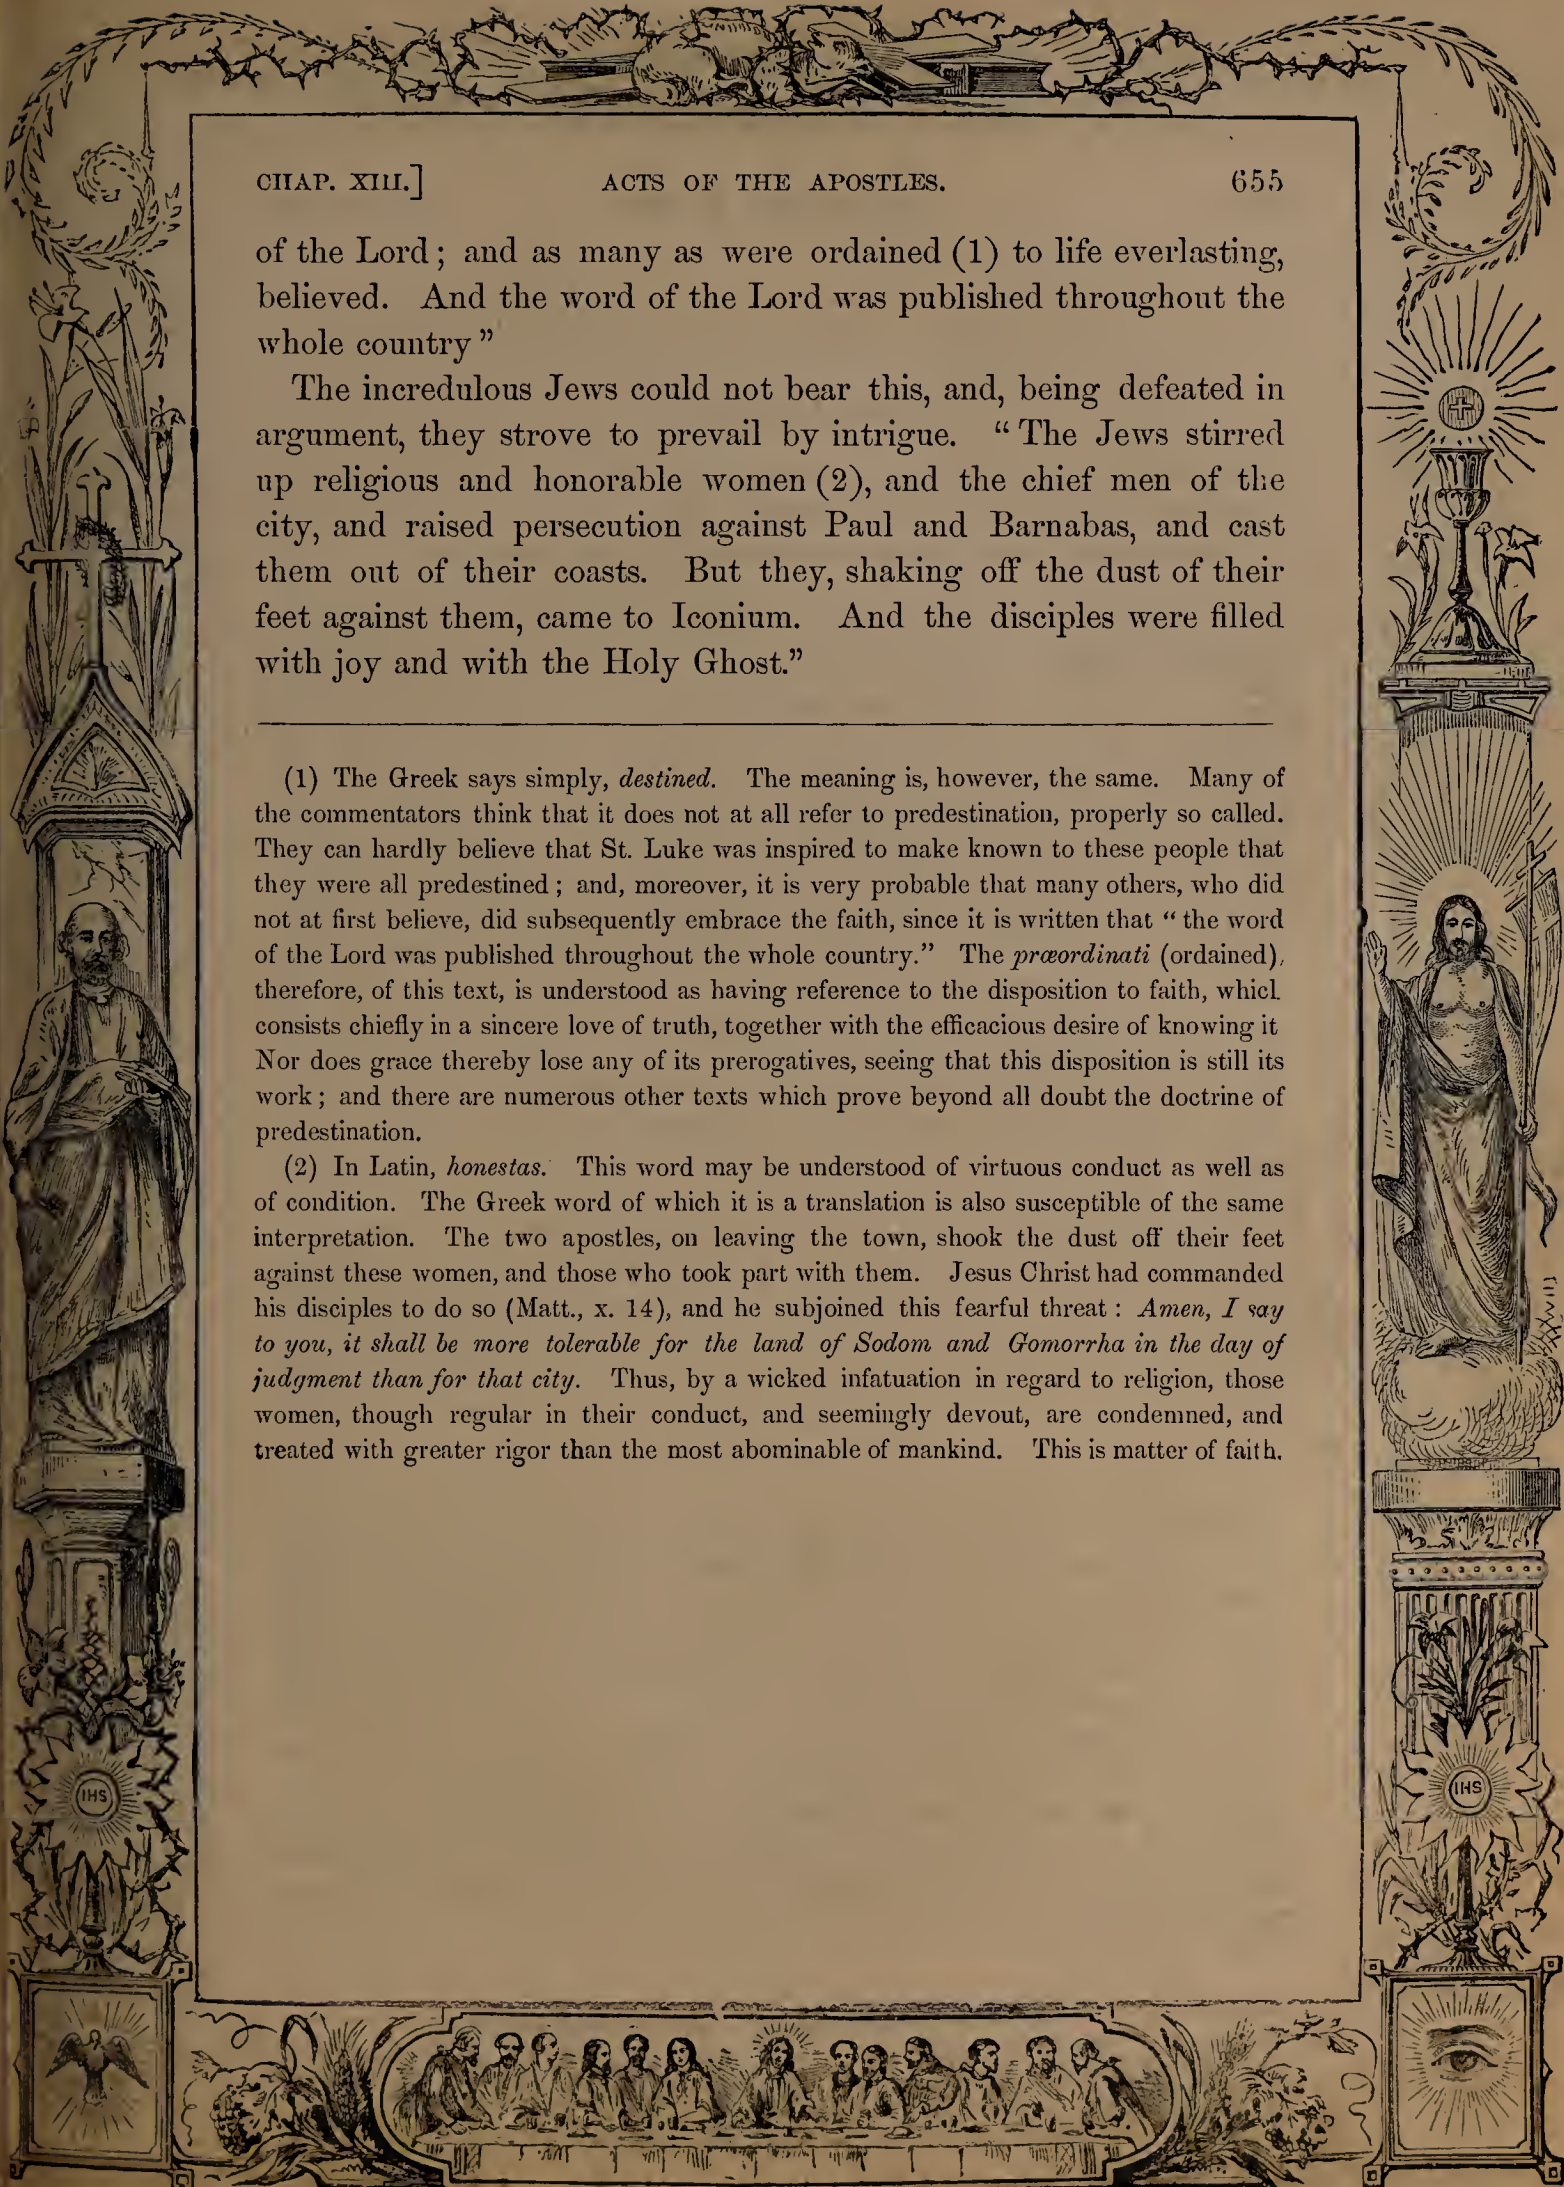 CHAP. XIII.] ACTS OF THE APOSTLES. 655
of the Lord; and as many as were ordained (1) to life everlasting,
believed. And the word of the Lord was published throughout the
whole country”
The incredulous Jews could not bear this, and, being defeated in
argument, they strove to prevail by intrigue. “The Jews stirred
up religious and honorable women (2), and the chief men of the
city, and raised persecution against Paul and Barnabas, and cast
them out of their coasts. But they, shaking off the dust of their
feet against them, came to Iconium. And the disciples were filled
with joy and with the Holy Ghost.”
(1) The Greek says simply, destined. The meaning is, however, the same. Many of
the commentators think that it does not at all refer to predestination, properly so called.
They can hardly believe that St. Luke was inspired to make known to these people that
they were all predestined; and, moreover, it is very probable that many others, who did
not at first believe, did subsequently embrace the faith, since it is written that “the word
of the Lord was published throughout the whole country.” The præordinati (ordained),
therefore, of this text, is understood as having reference to the disposition to faith, which
consists chiefly in a sincere love of truth, together with the efficacious desire of knowing it
Nor does grace thereby lose any of its prerogatives, seeing that this disposition is still its
work; and there are numerous other texts which prove beyond all doubt the doctrine of
predestination.
(2) In Latin, honestas. This word may be understood of virtuous conduct as well as
of condition. The Greek word of which it is a translation is also susceptible of the same
interpretation. The two apostles, on leaving the town, shook the dust off their feet
against these women, and those who took part with them. Jesus Christ had commanded
his disciples to do so (Matt., x. 14), and he subjoined this fearful threat: Amen, I say
to you, it shall be more tolerable for the land of Sodom and Gomorrha in the day of
judgment than for that city. Thus, by a wicked infatuation in regard to religion, those
women, though regular in their conduct, and seemingly devout, are condemned, and
treated with greater rigor than the most abominable of mankind. This is matter of faith.
IHS
IHS